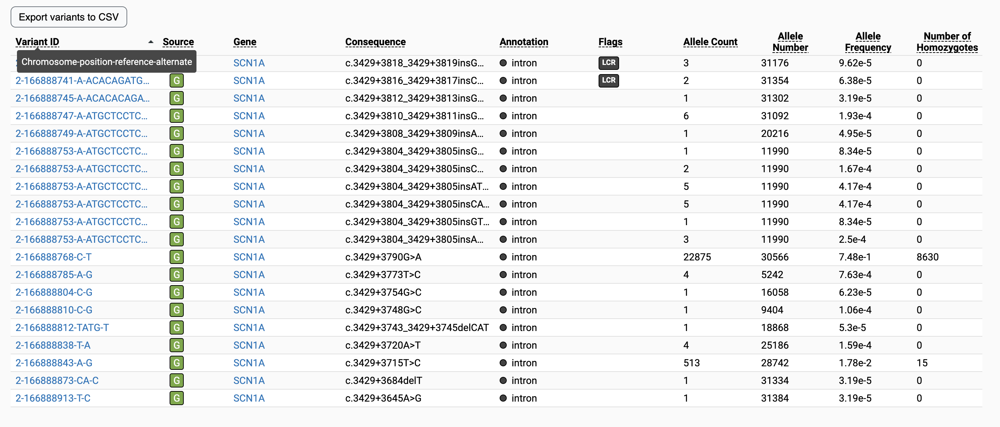 Export variants to CSV
Variant ID Source Gene Consequence Annotation Flags Allele Count Allele Number Allele Frequency Number of Homozygotes
Chromosome-position-reference-alternate
SCN1A c.3429+3818_3429+3819insG... intron LCR 3 31176 9.62e-5 0
2-166888741-A-ACACAGATG... G SCN1A c.3429+3816_3429+3817insC... intron LCR 2 31354 6.38e-5 0
2-166888745-A-ACACACAGA... G SCN1A c.3429+3812_3429+3813insG... intron 1 31302 3.19e-5 0
2-166888747-A-ATGCTCCTC... G SCN1A c.3429+3810_3429+3811insG... intron 6 31092 1.93e-4 0
2-166888749-A-ATGCTCCTC... G SCN1A c.3429+3808_3429+3809insA... intron 1 20216 4.95e-5 0
2-166888753-A-ATGCTCCTC... G SCN1A c.3429+3804_3429+3805insG... intron 1 11990 8.34e-5 0
2-166888753-A-ATGCTCCTC... G SCN1A c.3429+3804_3429+3805insC... intron 2 11990 1.67e-4 0
2-166888753-A-ATGCTCCTC... G SCN1A c.3429+3804_3429+3805insAT... intron 5 11990 4.17e-4 0
2-166888753-A-ATGCTCCTC... G SCN1A c.3429+3804_3429+3805insCA... intron 5 11990 4.17e-4 0
2-166888753-A-ATGCTCCTC... G SCN1A c.3429+3804_3429+3805insGT... intron 1 11990 8.34e-5 0
2-166888753-A-ATGCTCCTC... G SCN1A c.3429+3804_3429+3805insA... intron 3 11990 2.5e-4 0
2-166888768-C-T G SCN1A c.3429+3790G>A intron 22875 30566 7.48e-1 8630
2-166888785-A-G G SCN1A c.3429+3773T>C intron 4 5242 7.63e-4 0
2-166888804-C-G G SCN1A c.3429+3754G>C intron 1 16058 6.23e-5 0
2-166888810-C-G G SCN1A c.3429+3748G>C intron 1 9404 1.06e-4 0
2-166888812-TATG-T G SCN1A c.3429+3743_3429+3745delCAT intron 1 18868 5.3e-5 0
2-166888838-T-A G SCN1A c.3429+3720A>T intron 4 25186 1.59e-4 0
2-166888843-A-G G SCN1A c.3429+3715T>C intron 513 28742 1.78e-2 15
2-166888873-CA-C G SCN1A c.3429+3684delT intron 1 31334 3.19e-5 0
2-166888913-T-C G SCN1A c.3429+3645A>G intron 1 31384 3.19e-5 0